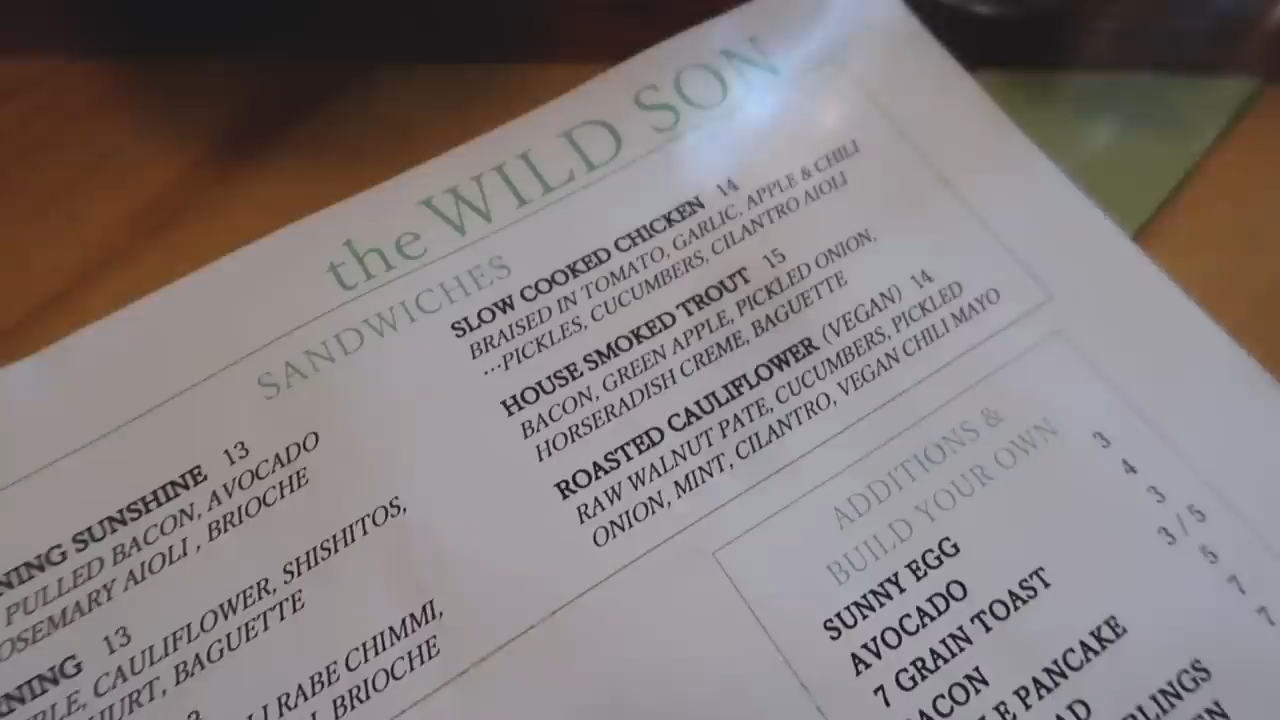 the WILD SON
SANDWICHES
SUNSHINE 13
PULLED BACON, AVOCADO
AIOLI , BRIOCHE
13
CAULIFLOWER, SHISHITOS,
BAGUETTE
RABE CHIMMI,
BRIOCHE
SLOW COOKED CHICKEN 14
BRAISED IN TOMATO, GARLIC, APPLE & CHILI
...PICKLES, CUCUMBERS, CILANTRO AIOLI
HOUSE SMOKED TROUT 15
BACON, GREEN APPLE, PICKLED ONION,
HORSERADISH CREME, BAGUETTE
ROASTED CAULIFLOWER (VEGAN) 14
RAW WALNUT PATE, CUCUMBERS, PICKLED
ONION, MINT, CILANTRO, VEGAN CHILI MAYO
ADDITIONS &
BUILD YOUR OWN
SUNNY EGG 3
AVOCADO 4
7 GRAIN TOAST 3
3 / 5
PANCAKE 5
7
7